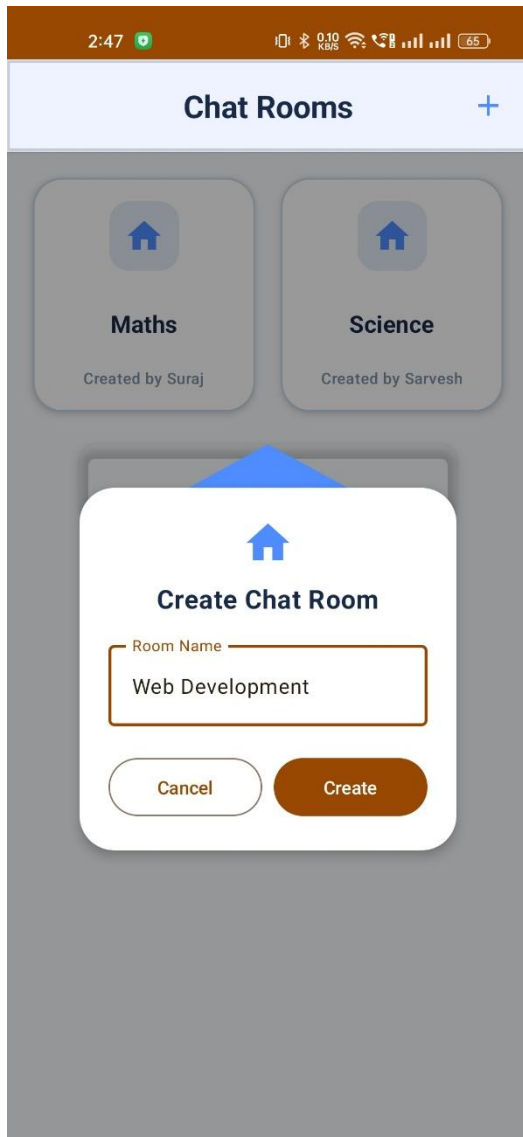 2:47 0.10 KB/S 65
Chat Rooms +
Maths Science
Created by Suraj Created by Sarvesh
Create Chat Room
Room Name
Web Development
Cancel Create